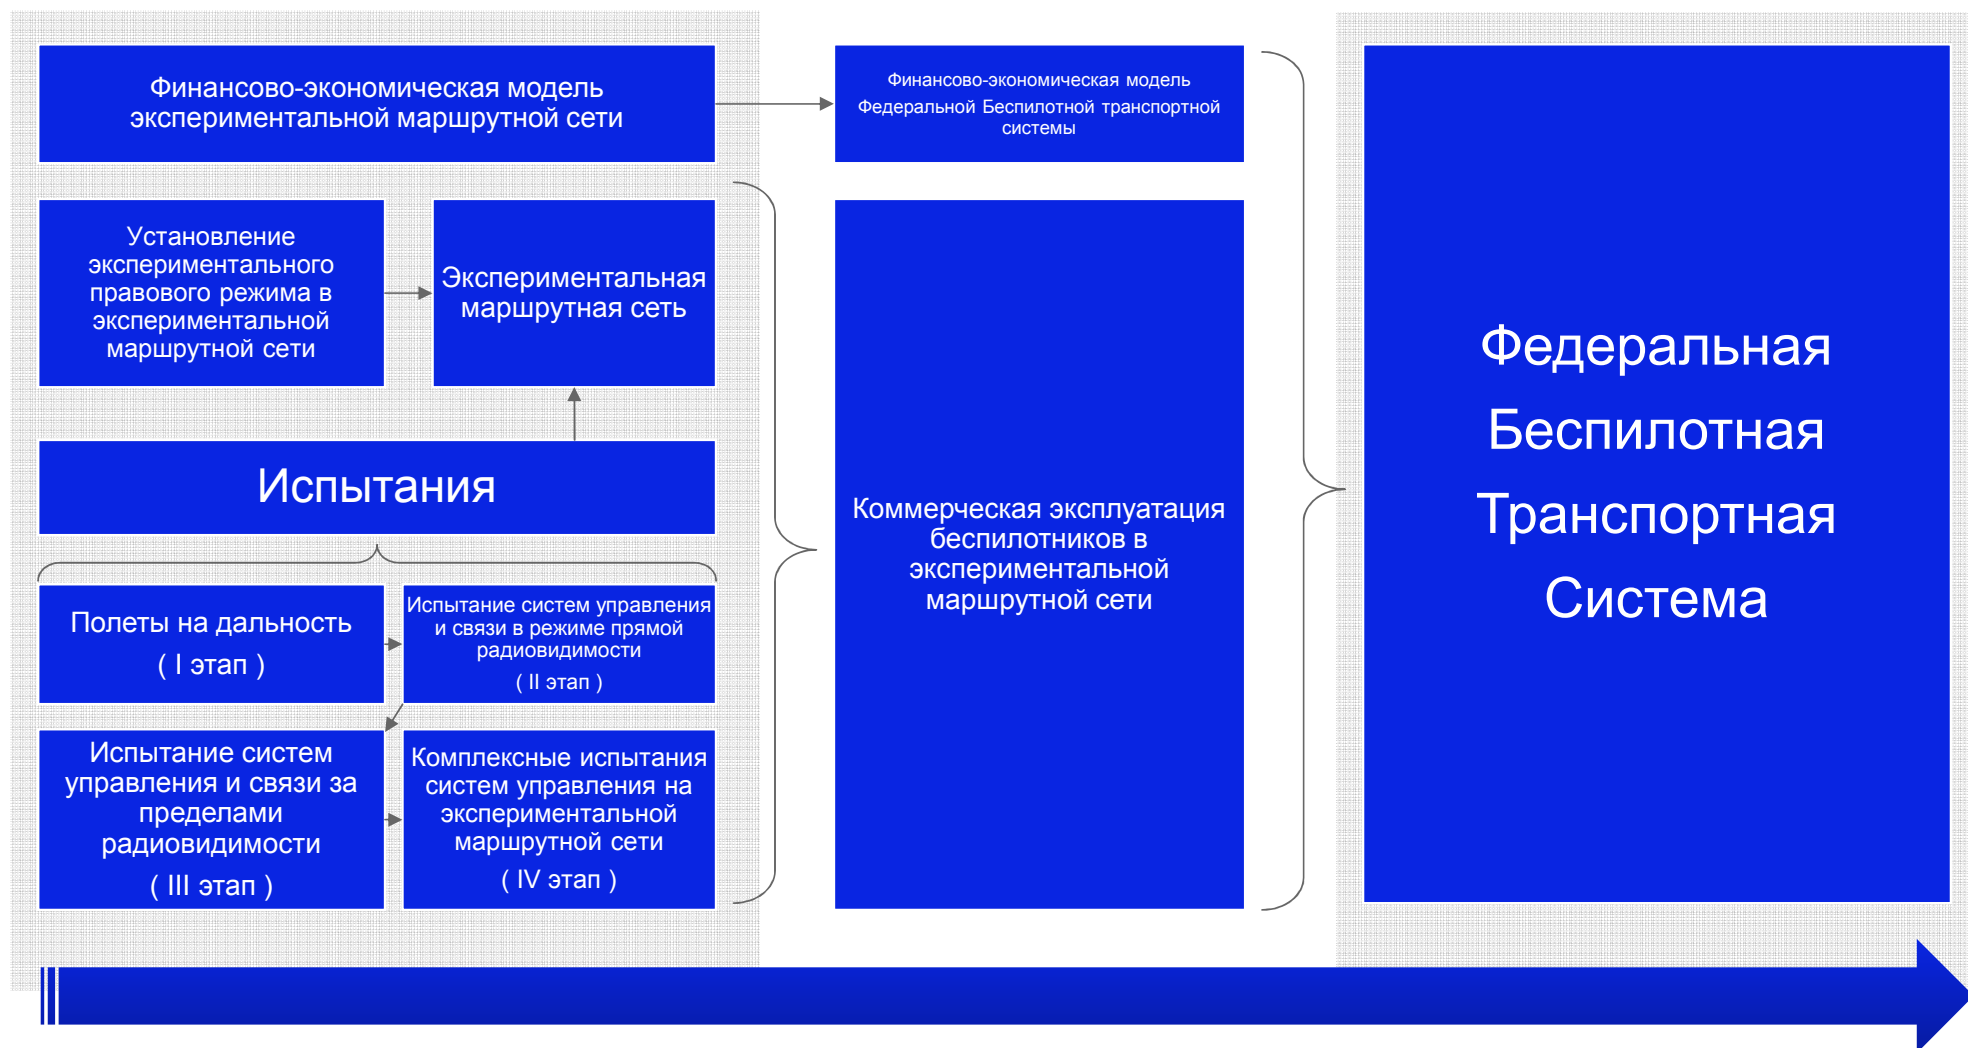 Финансово-экономическая модель
экспериментальной маршрутной сети
Финансово-экономическая модель
Федеральной Беспилотной транспортной
системы
Установление
экспериментального
правового режима в
экспериментальной
маршрутной сети
Экспериментальная
маршрутная сеть
Испытания
Полеты на дальность
( I этап )
Испытание систем управления
и связи в режиме прямой
радиовидимости
( II этап )
Испытание систем
управления и связи за
пределами
радиовидимости
( III этап )
Комплексные испытания
систем управления на
экспериментальной
маршрутной сети
( IV этап )
Коммерческая эксплуатация
беспилотников в
экспериментальной
маршрутной сети
Федеральная
Беспилотная
Транспортная
Система